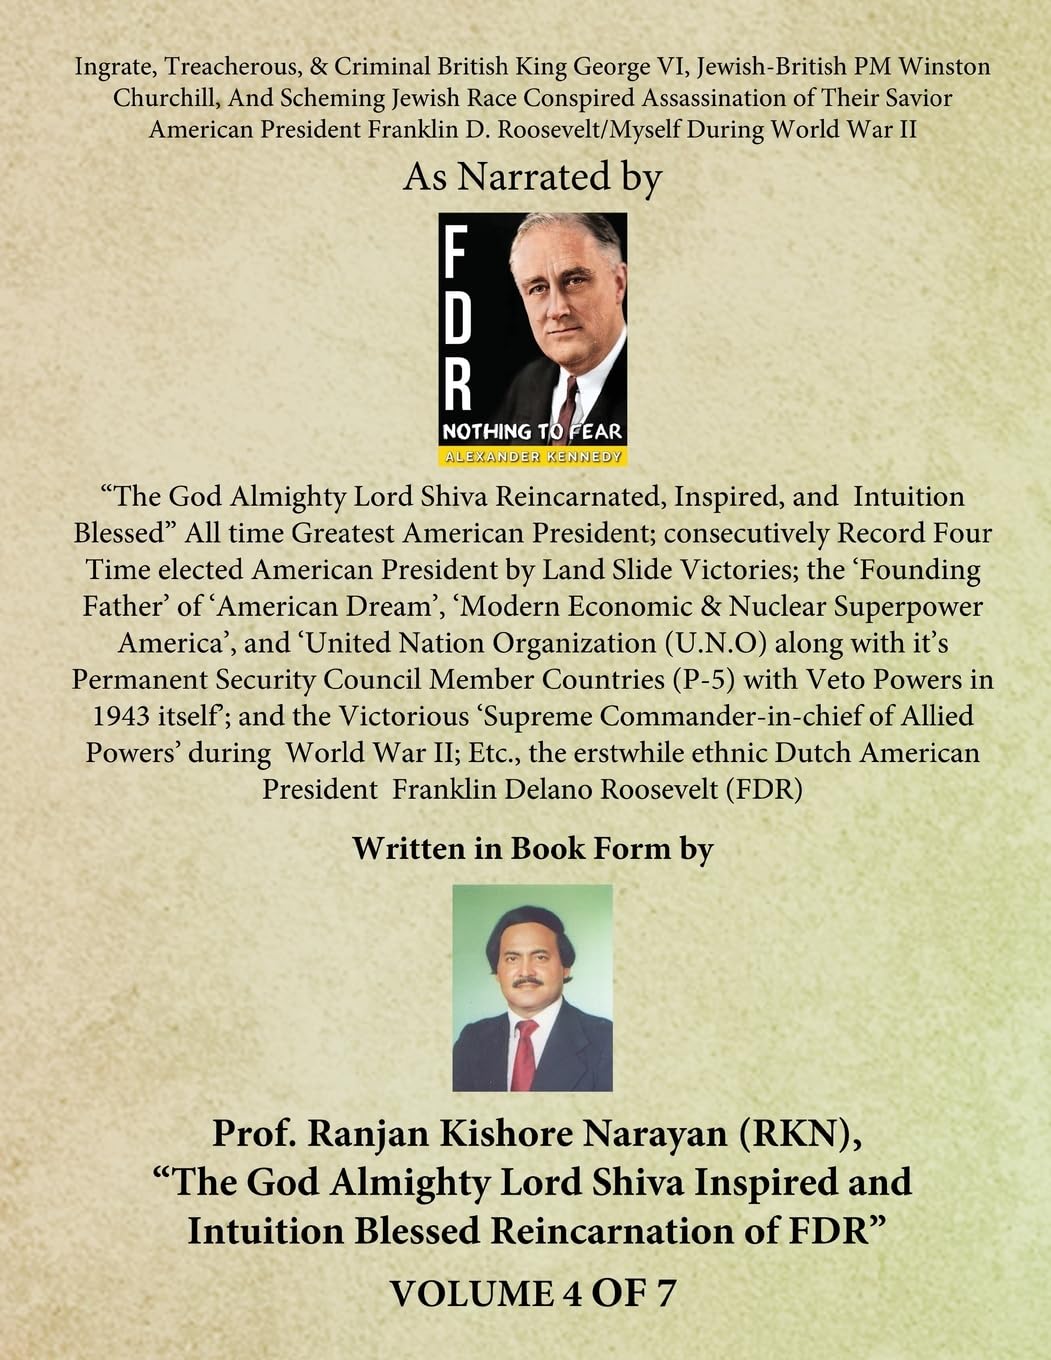 Ingrate, Treacherous, & Criminal British King George VI, Jewish-British PM Winston
Churchill, And Scheming Jewish Race Conspired Assassination of Their Savior
American President Franklin D. Roosevelt/Myself During World War II
As Narrated by
F
D
R
NOTHING TO FEAR
ALEXANDER KENNEDY
“The God Almighty Lord Shiva Reincarnated, Inspired, and Intuition
Blessed” All time Greatest American President; consecutively Record Four
Time elected American President by Land Slide Victories; the ‘Founding
Father’ of ‘American Dream’, ‘Modern Economic & Nuclear Superpower
America’, and ‘United Nation Organization (U.N.O) along with it’s
Permanent Security Council Member Countries (P-5) with Veto Powers in
1943 itself’; and the Victorious ‘Supreme Commander-in-chief of Allied
Powers’ during World War II; Etc., the erstwhile ethnic Dutch American
President Franklin Delano Roosevelt (FDR)
Written in Book Form by
Prof. Ranjan Kishore Narayan (RKN),
“The God Almighty Lord Shiva Inspired and
Intuition Blessed Reincarnation of FDR”
VOLUME 4 OF 7